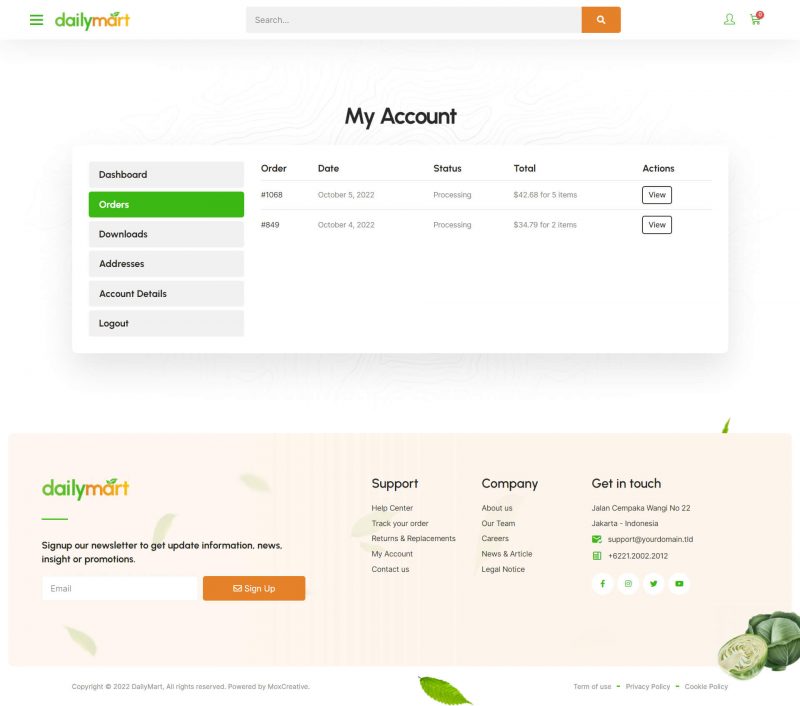 dailymart
Search...
0
My Account
Dashboard
Orders
Downloads
Addresses
Account Details
Logout
Order Date Status Total Actions
#1068 October 5, 2022 Processing $42.68 for 5 items View
#849 October 4, 2022 Processing $34.79 for 2 items View
dailymart
Signup our newsletter to get update information, news,
insight or promotions.
Email
Sign Up
Support
Help Center
Track your order
Returns & Replacements
My Account
Contact us
Company
About us
Our Team
Careers
News & Article
Legal Notice
Get in touch
Jalan Cempaka Wangi No 22
Jakarta - Indonesia
support@yourdomain.tld
+6221.2002.2012
Copyright © 2022 DailyMart, All rights reserved. Powered by MoxCreative.
Term of use - Privacy Policy - Cookie Policy